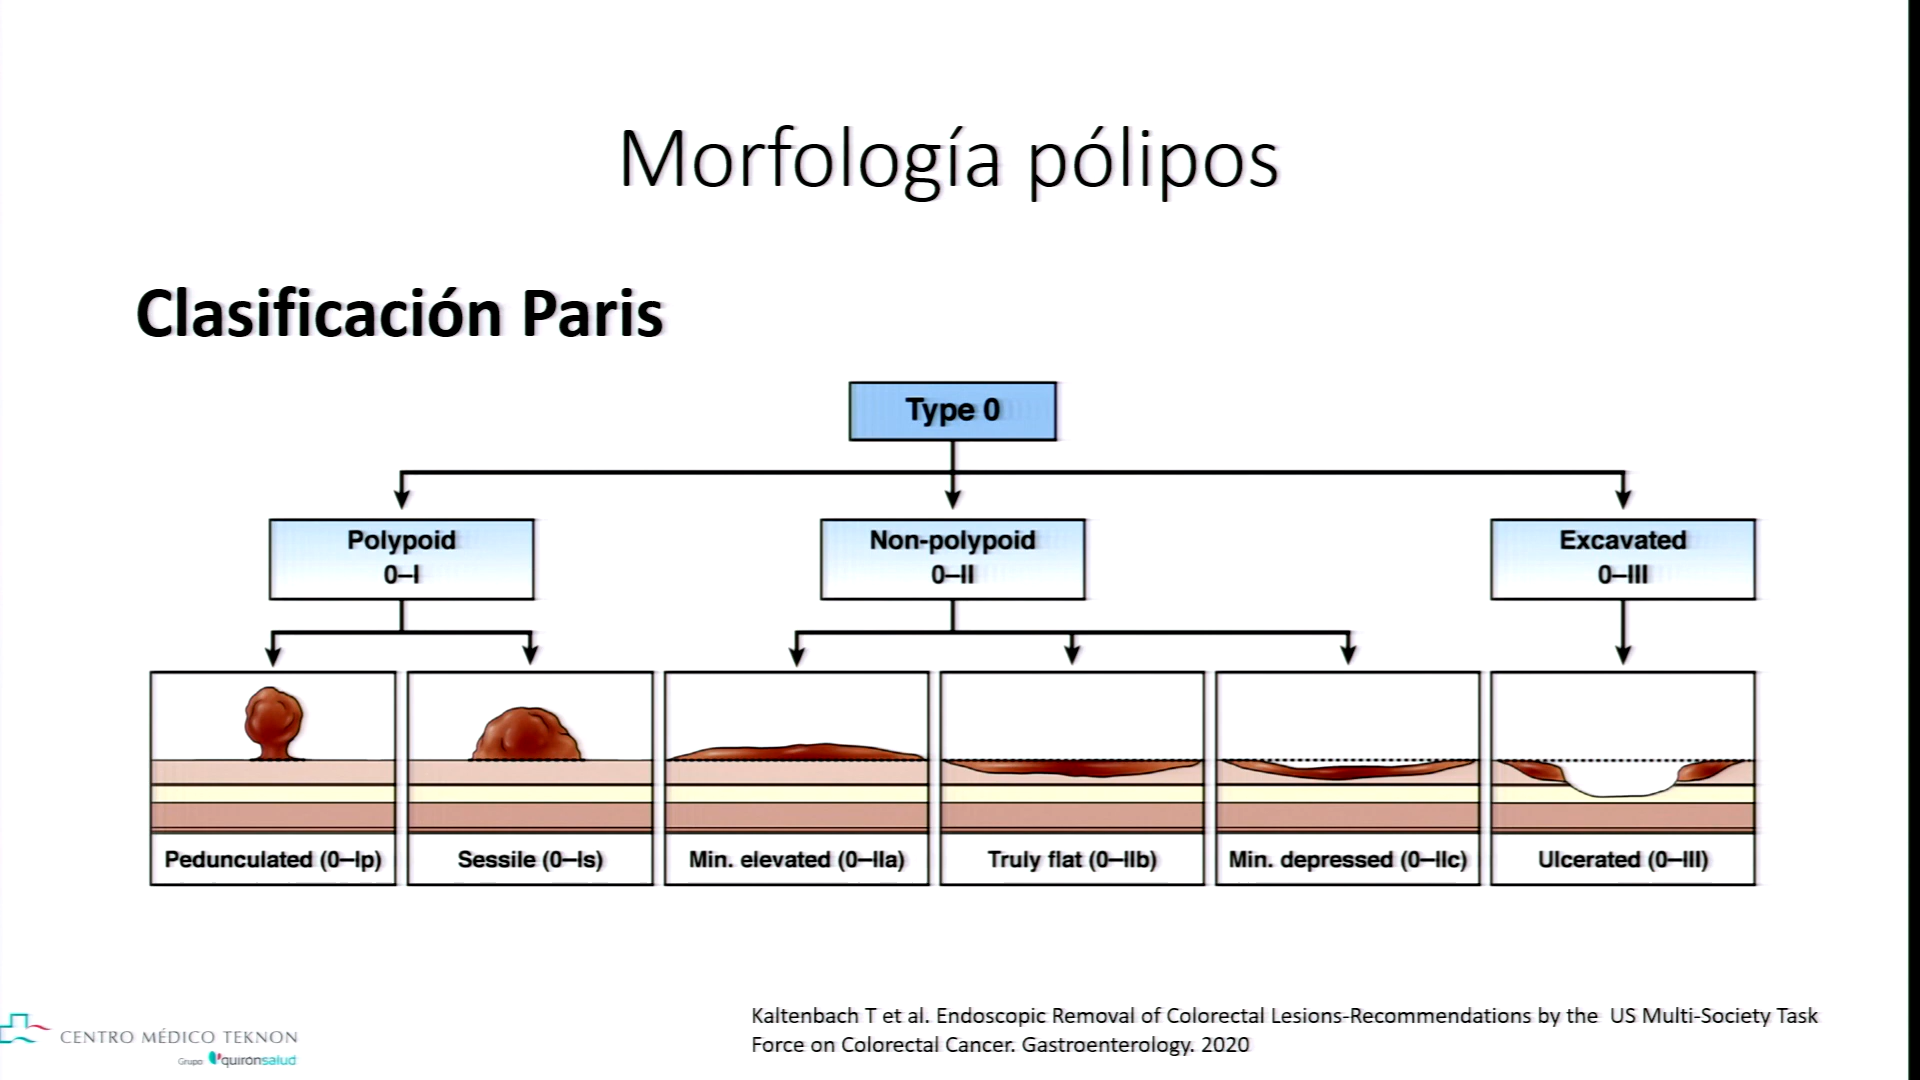 Morfología pólipos
Clasificación Paris
Type 0
Polypoid
0–I
Non-polypoid
0–II
Excavated
0–III
Pedunculated (0–Ip)
Sessile (0–Is)
Min. elevated (0–IIa)
Truly flat (0–IIb)
Min. depressed (0–IIc)
Ulcerated (0–III)
Kaltenbach T et al. Endoscopic Removal of Colorectal Lesions-Recommendations by the US Multi-Society Task
Force on Colorectal Cancer. Gastroenterology. 2020
CENTRO MÉDICO TEKNON
Grupo quirónsalud